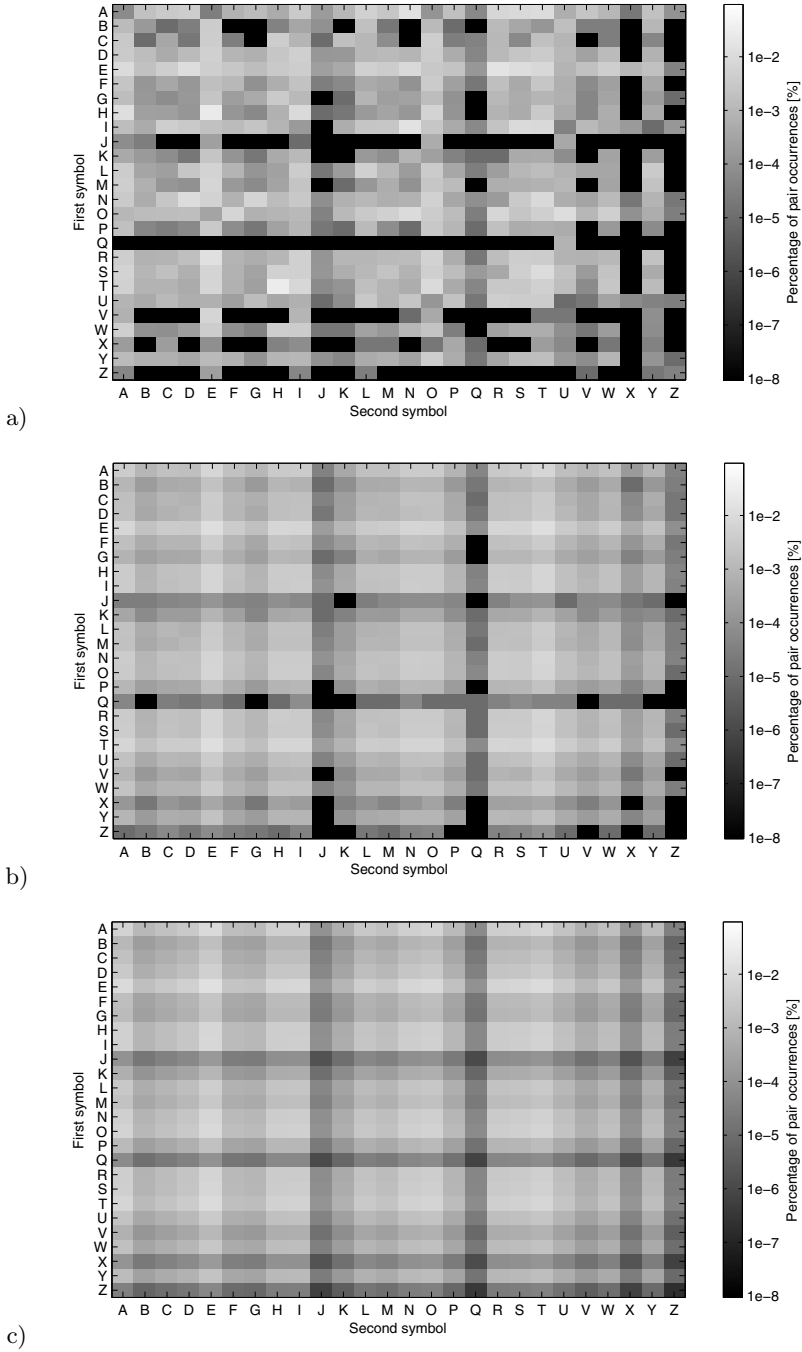 A
B
C
D
E
F
G
H
I
J
K
L
M
N
O
P
Q
R
S
T
U
V
W
X
Y
Z
First symbol
A B C D E F G H I J K L M N O P Q R S T U V W X Y Z
Second symbol
1e−2
1e−3
1e−4
1e−5
1e−6
1e−7
1e−8
Percentage of pair occurrences [%]
a)
A
B
C
D
E
F
G
H
I
J
K
L
M
N
O
P
Q
R
S
T
U
V
W
X
Y
Z
First symbol
A B C D E F G H I J K L M N O P Q R S T U V W X Y Z
Second symbol
1e−2
1e−3
1e−4
1e−5
1e−6
1e−7
1e−8
Percentage of pair occurrences [%]
b)
A
B
C
D
E
F
G
H
I
J
K
L
M
N
O
P
Q
R
S
T
U
V
W
X
Y
Z
First symbol
A B C D E F G H I J K L M N O P Q R S T U V W X Y Z
Second symbol
1e−2
1e−3
1e−4
1e−5
1e−6
1e−7
1e−8
Percentage of pair occurrences [%]
c)